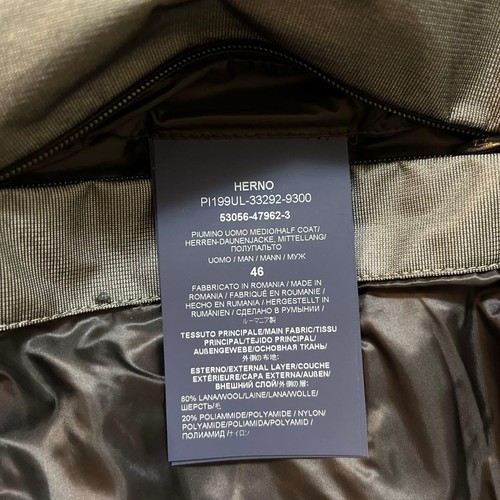 HERNO
PI199UL-33292-9300
53056-47962-3
PIUMINO UOMO MEDIO/HALF COAT/
HERREN-DAUNENJACKE, MITTELLANG/
ПОЛУПАЛЬТО
UOMO / MAN / MANN / МУЖ
46
FABBRICATO IN ROMANIA / MADE IN
ROMANIA / FABRIQUÉ EN ROUMANIE /
HECHO EN RUMANIA / HERGESTELLT IN
RUMÄNIEN / СДЕЛАНО В РУМЫНИИ /
ルーマニア製
TESSUTO PRINCIPALE/MAIN FABRIC/TISSU
PRINCIPAL/TEJIDO PRINCIPAL/
AUßENGEWEBE/ОСНОВНАЯ ТКАНЬ/
外側の布地:
ESTERNO/EXTERNAL LAYER/COUCHE
EXTÉRIEURE/CAPA EXTERNA/AUßEN/
ВНЕШНИЙ СЛОЙ/外側の層:
80% LANA/WOOL/LAINE/LANA/WOLLE/
ШЕРСТЬ/毛
20% POLIAMMIDE/POLYAMIDE / NYLON/
POLYAMIDE/POLIAMIDA/POLYAMID /
ПОЛИАМИД /ナイロン